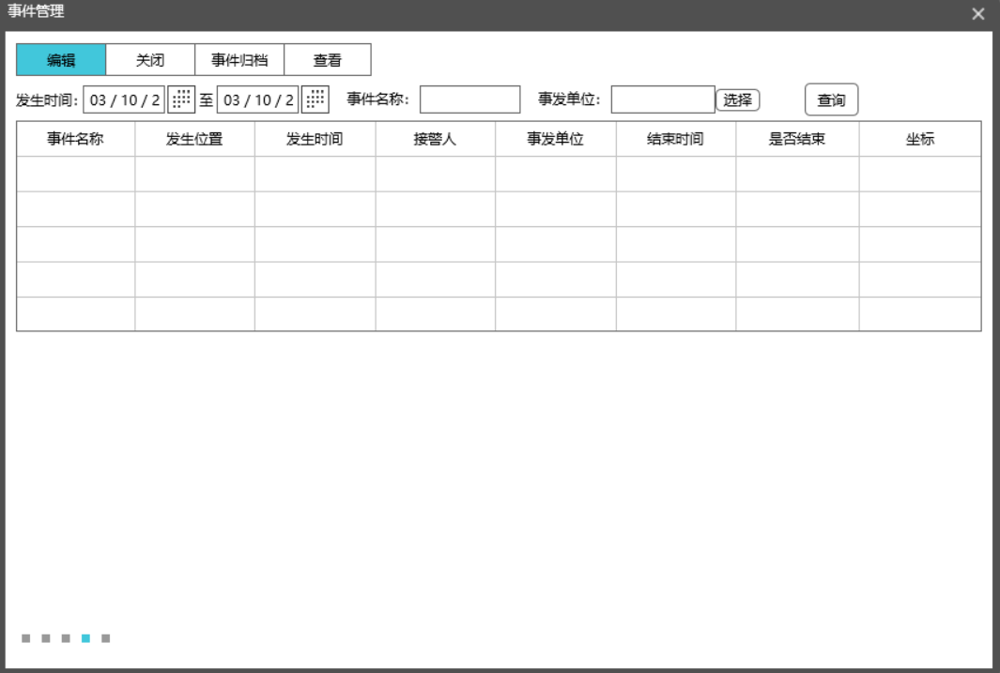 事件管理
编辑 关闭 事件归档 查看
发生时间: 03 / 10 / 2 至 03 / 10 / 2 事件名称: 事发单位: 选择 查询
事件名称 发生位置 发生时间 接警人 事发单位 结束时间 是否结束 坐标